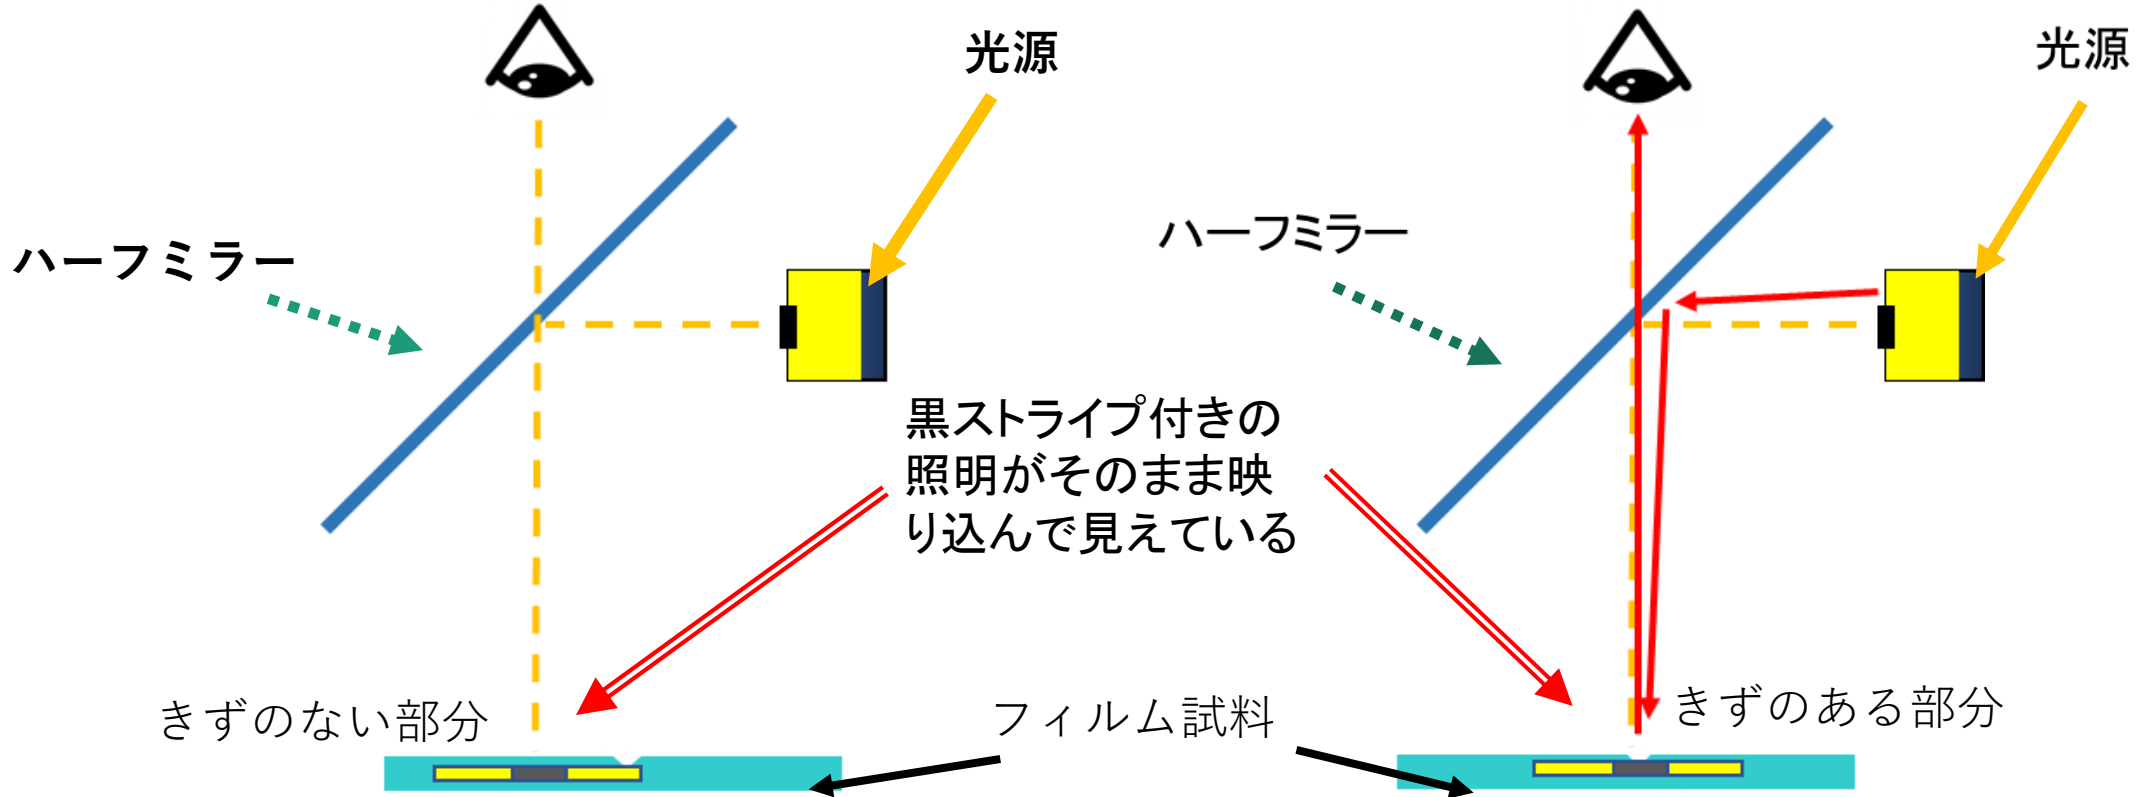 光源
光源
ハーフミラー
ハーフミラー
黒ストライプ付きの
照明がそのまま映
り込んで見えている
きずのない部分
フィルム試料
きずのある部分